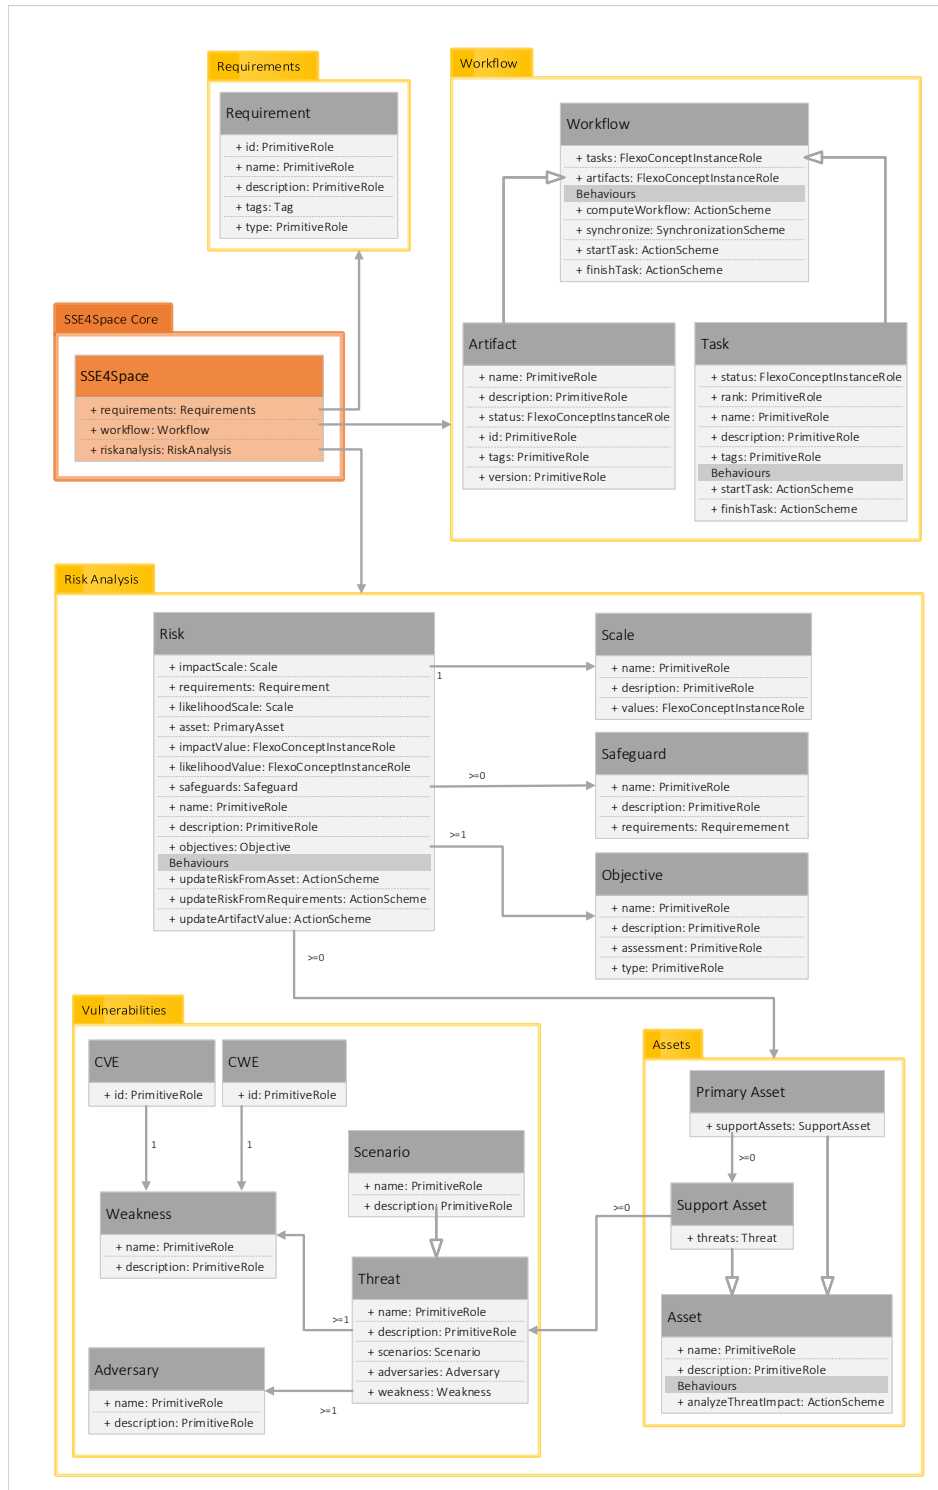 Requirements
Requirement
+ id: PrimitiveRole
+ name: PrimitiveRole
+ description: PrimitiveRole
+ tags: Tag
+ type: PrimitiveRole
Workflow
Workflow
+ tasks: FlexoConceptInstanceRole
+ artifacts: FlexoConceptInstanceRole
Behaviours
+ computeWorkflow: ActionScheme
+ synchronize: SynchronizationScheme
+ startTask: ActionScheme
+ finishTask: ActionScheme
Artifact
+ name: PrimitiveRole
+ description: PrimitiveRole
+ status: FlexoConceptInstanceRole
+ id: PrimitiveRole
+ tags: PrimitiveRole
+ version: PrimitiveRole
Task
+ status: FlexoConceptInstanceRole
+ rank: PrimitiveRole
+ name: PrimitiveRole
+ description: PrimitiveRole
+ tags: PrimitiveRole
Behaviours
+ startTask: ActionScheme
+ finishTask: ActionScheme
SSE4Space Core
SSE4Space
+ requirements: Requirements
+ workflow: Workflow
+ riskanalysis: RiskAnalysis
Risk Analysis
Risk
+ impactScale: Scale
+ requirements: Requirement
+ likelihoodScale: Scale
+ asset: PrimaryAsset
+ impactValue: FlexoConceptInstanceRole
+ likelihoodValue: FlexoConceptInstanceRole
+ safeguards: Safeguard
+ name: PrimitiveRole
+ description: PrimitiveRole
+ objectives: Objective
Behaviours
+ updateRiskFromAsset: ActionScheme
+ updateRiskFromRequirements: ActionScheme
+ updateArtifactValue: ActionScheme
1
>=0
>=1
>=0
Scale
+ name: PrimitiveRole
+ desription: PrimitiveRole
+ values: FlexoConceptInstanceRole
Safeguard
+ name: PrimitiveRole
+ description: PrimitiveRole
+ requirements: Requiremement
Objective
+ name: PrimitiveRole
+ description: PrimitiveRole
+ assessment: PrimitiveRole
+ type: PrimitiveRole
Vulnerabilities
CVE
+ id: PrimitiveRole
CWE
+ id: PrimitiveRole
1
1
Scenario
+ name: PrimitiveRole
+ description: PrimitiveRole
Weakness
+ name: PrimitiveRole
+ description: PrimitiveRole
Threat
+ name: PrimitiveRole
+ description: PrimitiveRole
+ scenarios: Scenario
+ adversaries: Adversary
+ weakness: Weakness
>=1
>=1
Adversary
+ name: PrimitiveRole
+ description: PrimitiveRole
Assets
Primary Asset
+ supportAssets: SupportAsset
>=0
Support Asset
+ threats: Threat
>=0
Asset
+ name: PrimitiveRole
+ description: PrimitiveRole
Behaviours
+ analyzeThreatImpact: ActionScheme